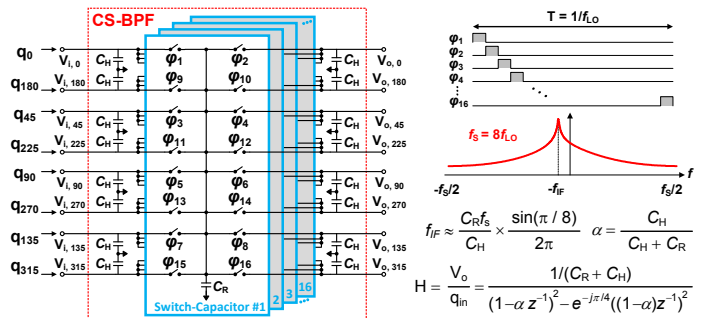 CS-BPF
T = 1/fLO
q0 Vi, 0 CH φ1 φ2 CH Vo, 0
q180 Vi, 180 CH φ9 φ10 CH Vo, 180
q45 Vi, 45 CH φ3 φ4 CH Vo, 45
q225 Vi, 225 CH φ11 φ12 CH Vo, 225
q90 Vi, 90 CH φ5 φ6 CH Vo, 90
q270 Vi, 270 CH φ13 φ14 CH Vo, 270
q135 Vi, 135 CH φ7 φ8 CH Vo, 135
q315 Vi, 315 CH φ15 φ16 CH Vo, 315
CR
Switch-Capacitor #1 2 3 16
φ1
φ2
φ3
φ4
φ16
fS = 8fLO
f
-fS/2 -fIF fS/2
fIF ≈ CRfs/CH × sin(π / 8)/2π α = CH/(CH + CR)
H = Vo/qin = 1/(CR + CH)/((1-α z⁻¹)² − e^(-jπ/4)((1-α)z⁻¹)²)